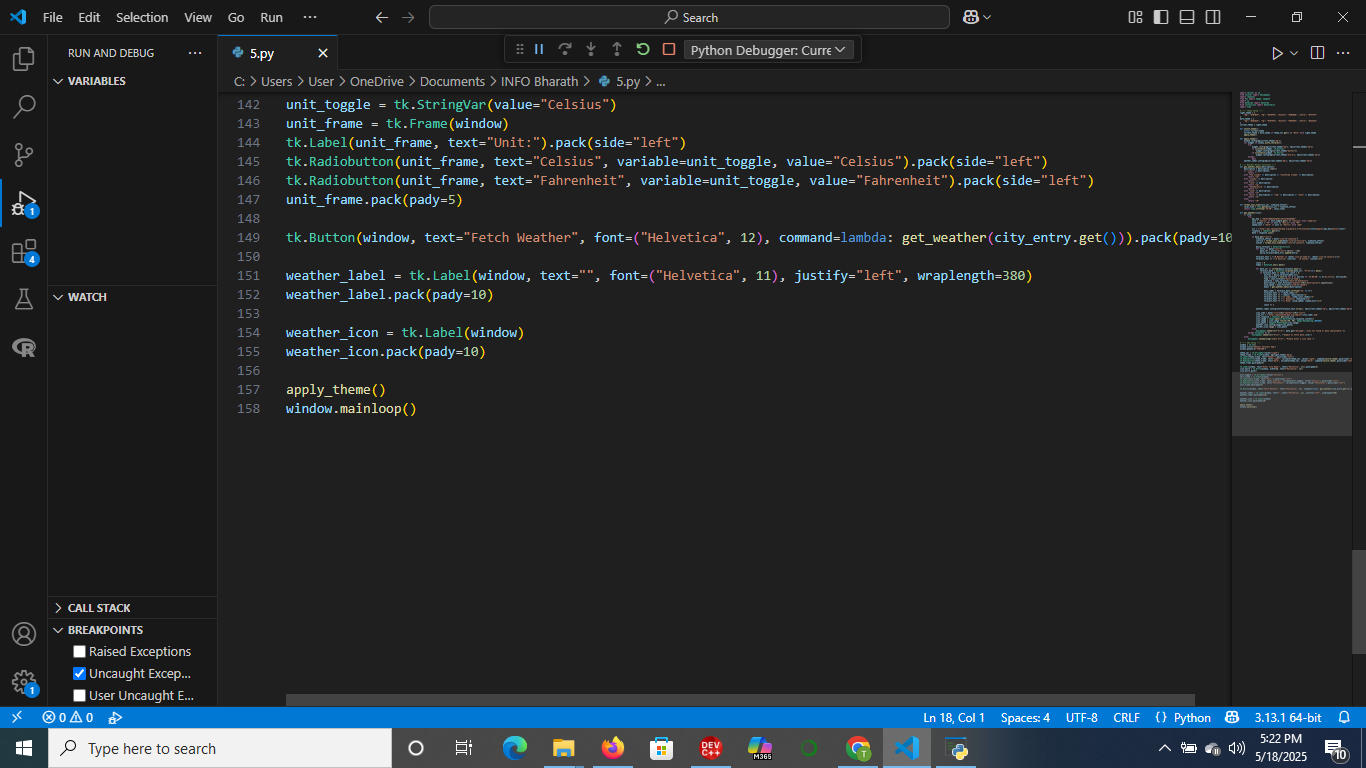 File Edit Selection View Go Run ··· Search
RUN AND DEBUG ···
5.py
Python Debugger: Curre
C: > Users > User > OneDrive > Documents > INFO Bharath > 5.py > ...
VARIABLES
WATCH
CALL STACK
BREAKPOINTS
Raised Exceptions
Uncaught Excep...
User Uncaught E...
1
4
1
142 unit_toggle = tk.StringVar(value="Celsius")
143 unit_frame = tk.Frame(window)
144 tk.Label(unit_frame, text="Unit:").pack(side="left")
145 tk.Radiobutton(unit_frame, text="Celsius", variable=unit_toggle, value="Celsius").pack(side="left")
146 tk.Radiobutton(unit_frame, text="Fahrenheit", variable=unit_toggle, value="Fahrenheit").pack(side="left")
147 unit_frame.pack(pady=5)
148
149 tk.Button(window, text="Fetch Weather", font=("Helvetica", 12), command=lambda: get_weather(city_entry.get())).pack(pady=10
150
151 weather_label = tk.Label(window, text="", font=("Helvetica", 11), justify="left", wraplength=380)
152 weather_label.pack(pady=10)
153
154 weather_icon = tk.Label(window)
155 weather_icon.pack(pady=10)
156
157 apply_theme()
158 window.mainloop()
0 0
Ln 18, Col 1 Spaces: 4 UTF-8 CRLF {} Python 3.13.1 64-bit
Type here to search
DEV C++
M365
T
5:22 PM
5/18/2025
10